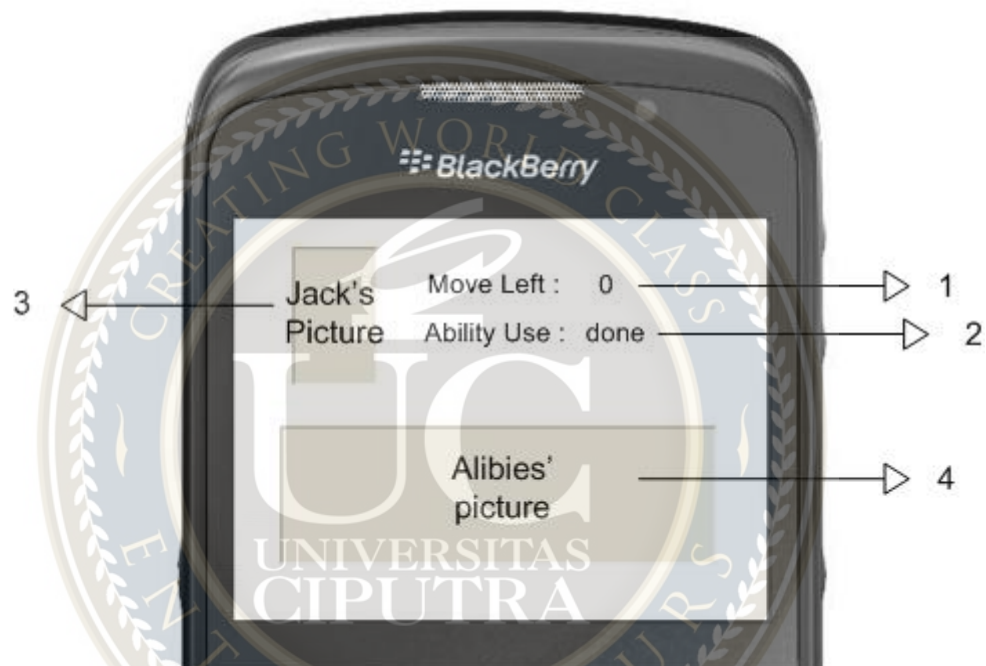 CREATING WORLD CLASS
BlackBerry
Jack's
Picture
Move Left : 0
Ability Use : done
1
2
3
Alibies'
picture
4
UC
UNIVERSITAS
CIPUTRA